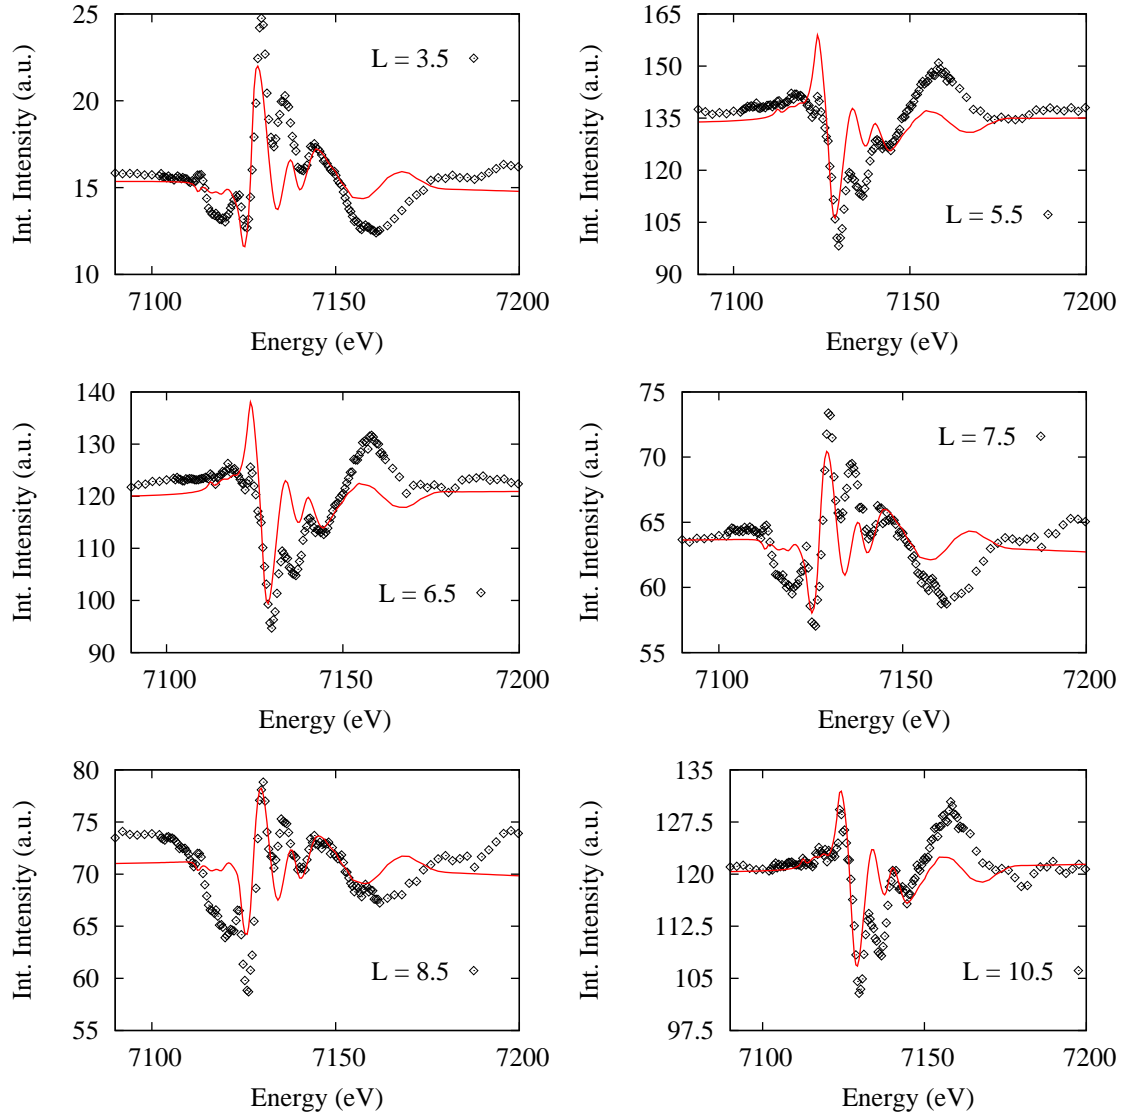 Int. Intensity (a.u.)
25
20
15
10
L = 3.5
7100 7150 7200
Energy (eV)
Int. Intensity (a.u.)
165
150
135
120
105
90
L = 5.5
7100 7150 7200
Energy (eV)
Int. Intensity (a.u.)
140
130
120
110
100
90
L = 6.5
7100 7150 7200
Energy (eV)
Int. Intensity (a.u.)
75
70
65
60
55
L = 7.5
7100 7150 7200
Energy (eV)
Int. Intensity (a.u.)
80
75
70
65
60
55
L = 8.5
7100 7150 7200
Energy (eV)
Int. Intensity (a.u.)
135
127.5
120
112.5
105
97.5
L = 10.5
7100 7150 7200
Energy (eV)